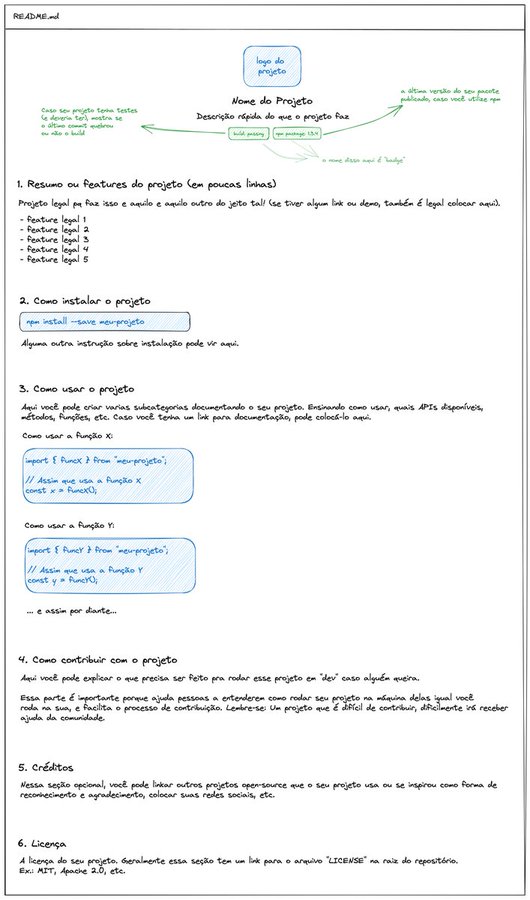 README.md
logo do
projeto
Nome do Projeto
Descrição rápida do que o projeto faz
Caso seu projeto tenha testes
(e deveria ter), mostra se
o último commit quebrou
ou não o build
build passing
npm package 1.3.4
a última versão do seu pacote
publicado, caso você utilize npm
o nome disso aqui é "badge"
1. Resumo ou features do projeto (em poucas linhas)
Projeto legal pq faz isso e aquilo e aquilo outro do jeito tal! (se tiver algum link ou demo, também é legal colocar aqui).
- feature legal 1
- feature legal 2
- feature legal 3
- feature legal 4
- feature legal 5
2. Como instalar o projeto
npm install --save meu-projeto
Alguma outra instrução sobre instalação pode vir aqui.
3. Como usar o projeto
Aqui você pode criar varias subcategorias documentando o seu projeto. Ensinando como usar, quais APIs disponíveis,
métodos, funções, etc. Caso você tenha um link para documentação, pode colocá-lo aqui.
Como usar a função X:
import { funcX } from "meu-projeto";
// Assim que usa a função X
const x = funcX();
Como usar a função Y:
import { funcY } from "meu-projeto";
// Assim que usa a função Y
const y = funcY();
... e assim por diante...
4. Como contribuir com o projeto
Aqui você pode explicar o que precisa ser feito pra rodar esse projeto em "dev" caso alguém queira.
Essa parte é importante porque ajuda pessoas a entenderem como rodar seu projeto na máquina delas igual você
roda na sua, e facilita o processo de contribuição. Lembre-se: Um projeto que é difícil de contribuir, dificilmente irá receber
ajuda da comunidade.
5. Créditos
Nessa seção opcional, você pode linkar outros projetos open-source que o seu projeto usa ou se inspirou como forma de
reconhecimento e agradecimento, colocar suas redes sociais, etc.
6. Licença
A licença do seu projeto. Geralmente essa seção tem um link para o arquivo "LICENSE" na raiz do repositório.
Ex.: MIT, Apache 2.0, etc.